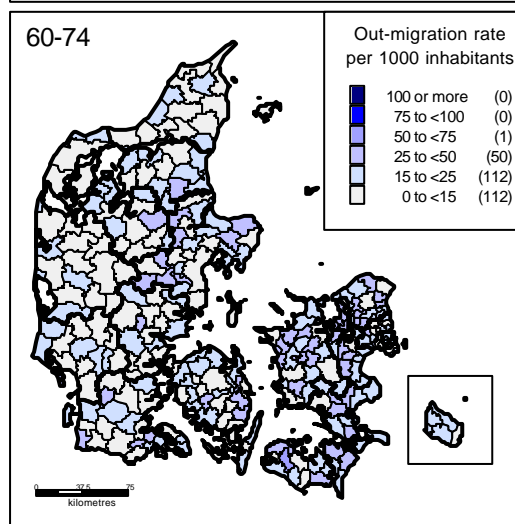 60-74
Out-migration rate
per 1000 inhabitants
100 or more (0)
75 to <100 (0)
50 to <75 (1)
25 to <50 (50)
15 to <25 (112)
0 to <15 (112)
0 37.5 75
kilometres